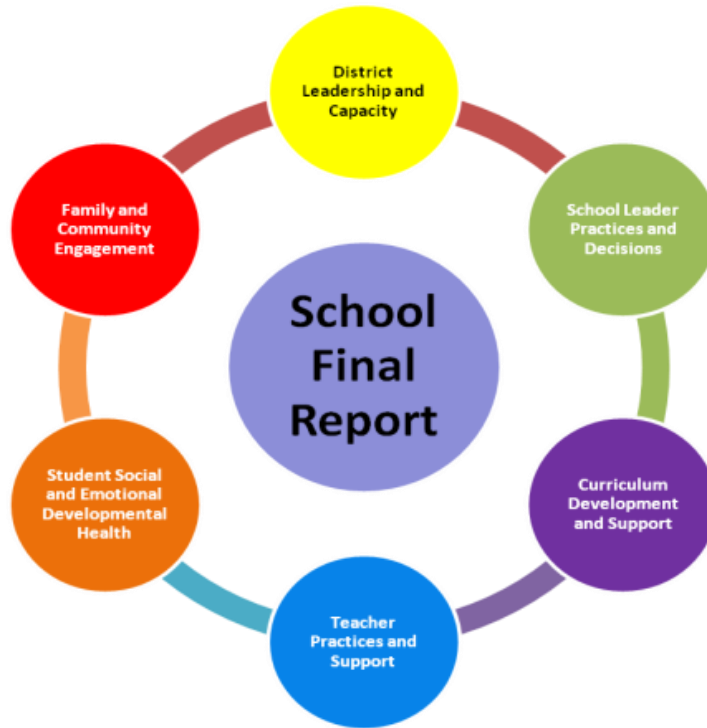 District
Leadership and
Capacity
Family and
Community
Engagement
School Leader
Practices and
Decisions
School
Final
Report
Student Social
and Emotional
Developmental
Health
Curriculum
Development
and Support
Teacher
Practices and
Support